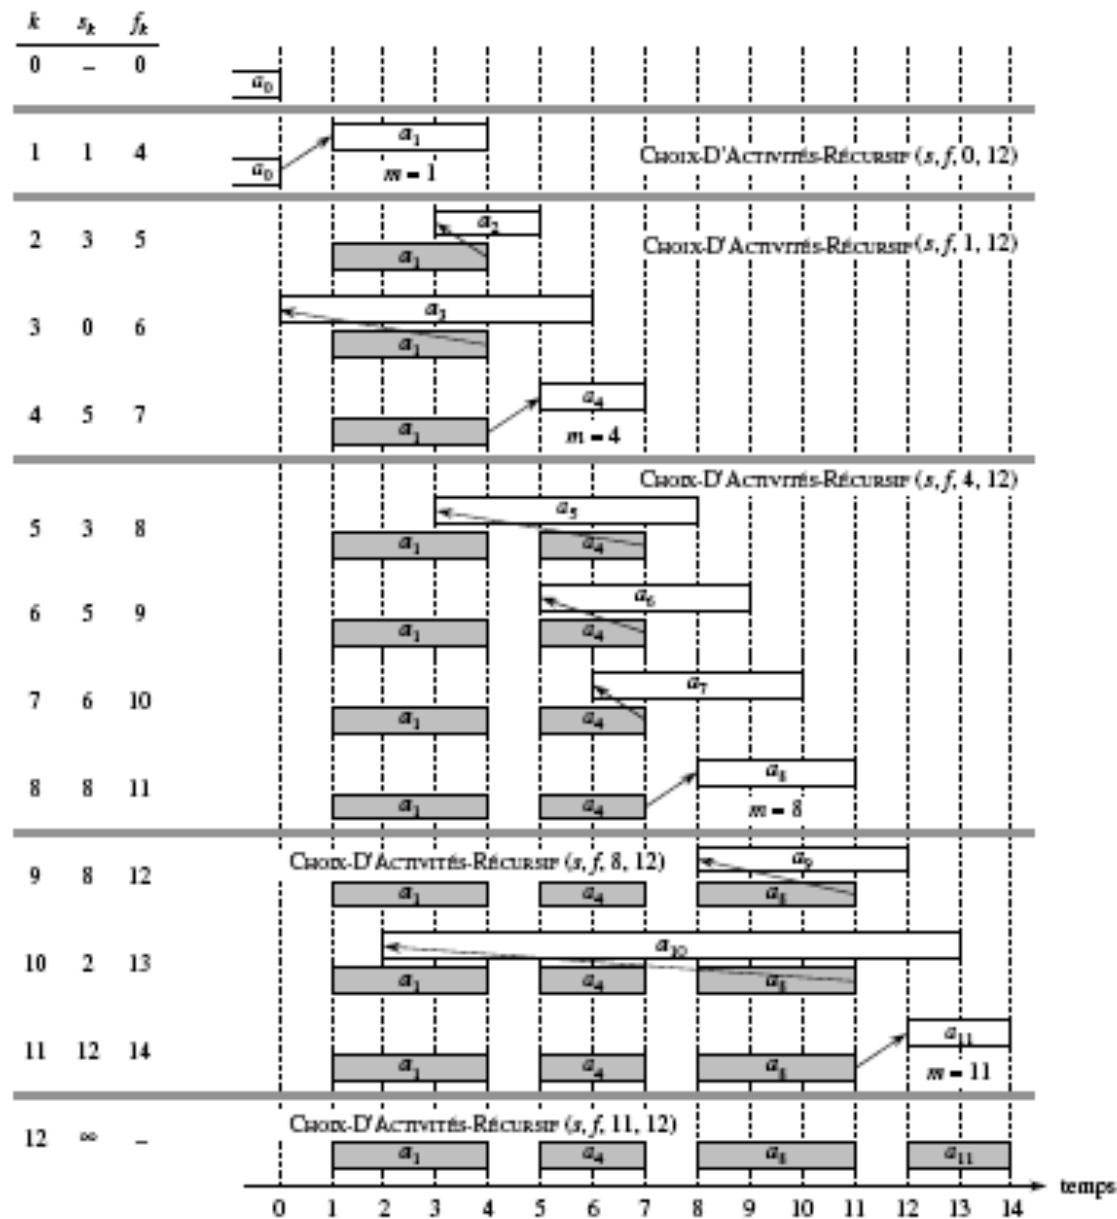 k s_k f_k
0 – 0
a_0
1 1 4
a_1
a_0
m = 1
CHOIX-D'ACTIVITÉS-RÉCURSIF (s, f, 0, 12)
2 3 5
a_2
a_1
CHOIX-D'ACTIVITÉS-RÉCURSIF (s, f, 1, 12)
3 0 6
a_3
a_1
4 5 7
a_4
a_1
m = 4
CHOIX-D'ACTIVITÉS-RÉCURSIF (s, f, 4, 12)
5 3 8
a_5
a_1 a_4
6 5 9
a_6
a_1 a_4
7 6 10
a_7
a_1 a_4
8 8 11
a_8
a_1 a_4
m = 8
9 8 12
CHOIX-D'ACTIVITÉS-RÉCURSIF (s, f, 8, 12)
a_9
a_1 a_4 a_8
10 2 13
a_10
a_1 a_4 a_8
11 12 14
a_11
a_1 a_4 a_8
m = 11
12 ∞ –
CHOIX-D'ACTIVITÉS-RÉCURSIF (s, f, 11, 12)
a_1 a_4 a_8 a_11
temps
0 1 2 3 4 5 6 7 8 9 10 11 12 13 14